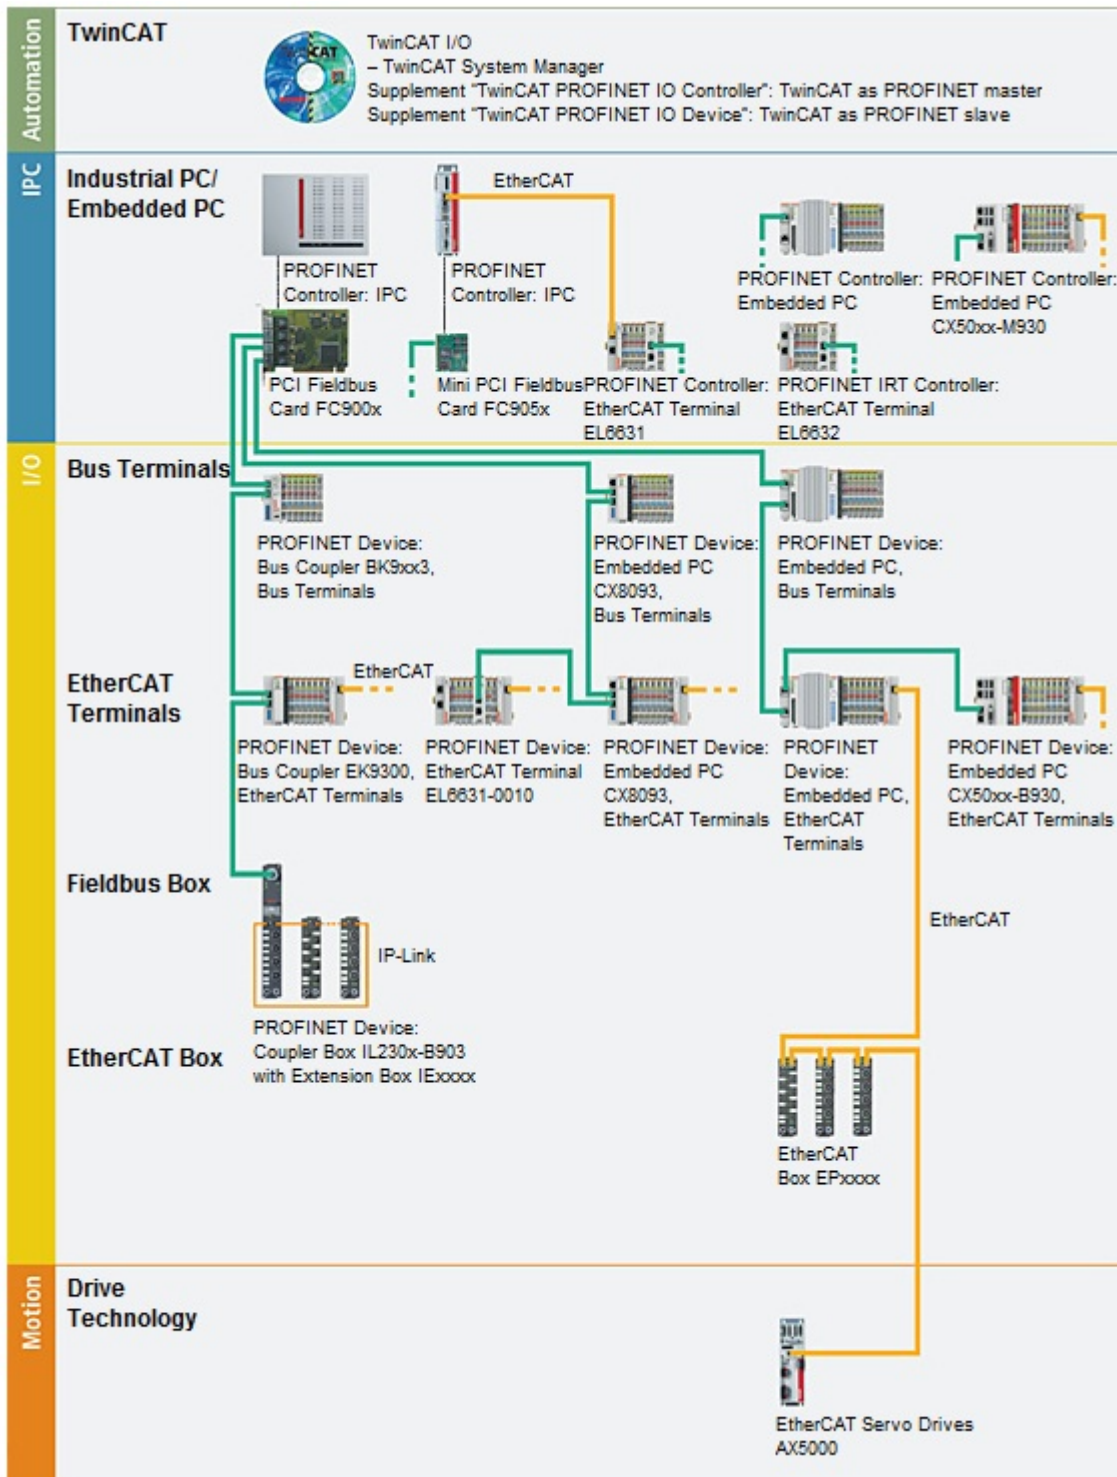 Automation
TwinCAT
TwinCAT
TwinCAT I/O
– TwinCAT System Manager
Supplement "TwinCAT PROFINET IO Controller": TwinCAT as PROFINET master
Supplement "TwinCAT PROFINET IO Device": TwinCAT as PROFINET slave
IPC
Industrial PC/
Embedded PC
EtherCAT
PROFINET
Controller: IPC
PROFINET
Controller: IPC
PROFINET Controller:
Embedded PC
PROFINET Controller:
Embedded PC
CX50xx-M930
PCI Fieldbus
Card FC900x
Mini PCI Fieldbus
Card FC905x
PROFINET Controller:
EtherCAT Terminal
EL6631
PROFINET IRT Controller:
EtherCAT Terminal
EL6632
I/O
Bus Terminals
PROFINET Device:
Bus Coupler BK9xx3,
Bus Terminals
PROFINET Device:
Embedded PC
CX8093,
Bus Terminals
PROFINET Device:
Embedded PC,
Bus Terminals
EtherCAT
Terminals
EtherCAT
PROFINET Device:
Bus Coupler EK9300,
EtherCAT Terminals
PROFINET Device:
EtherCAT Terminal
EL6631-0010
PROFINET Device:
Embedded PC
CX8093,
EtherCAT Terminals
PROFINET
Device:
Embedded PC,
EtherCAT
Terminals
PROFINET Device:
Embedded PC
CX50xx-B930,
EtherCAT Terminals
Fieldbus Box
IP-Link
EtherCAT
PROFINET Device:
Coupler Box IL230x-B903
with Extension Box IExxxx
EtherCAT Box
EtherCAT
Box EPxxxx
Motion
Drive
Technology
EtherCAT Servo Drives
AX5000